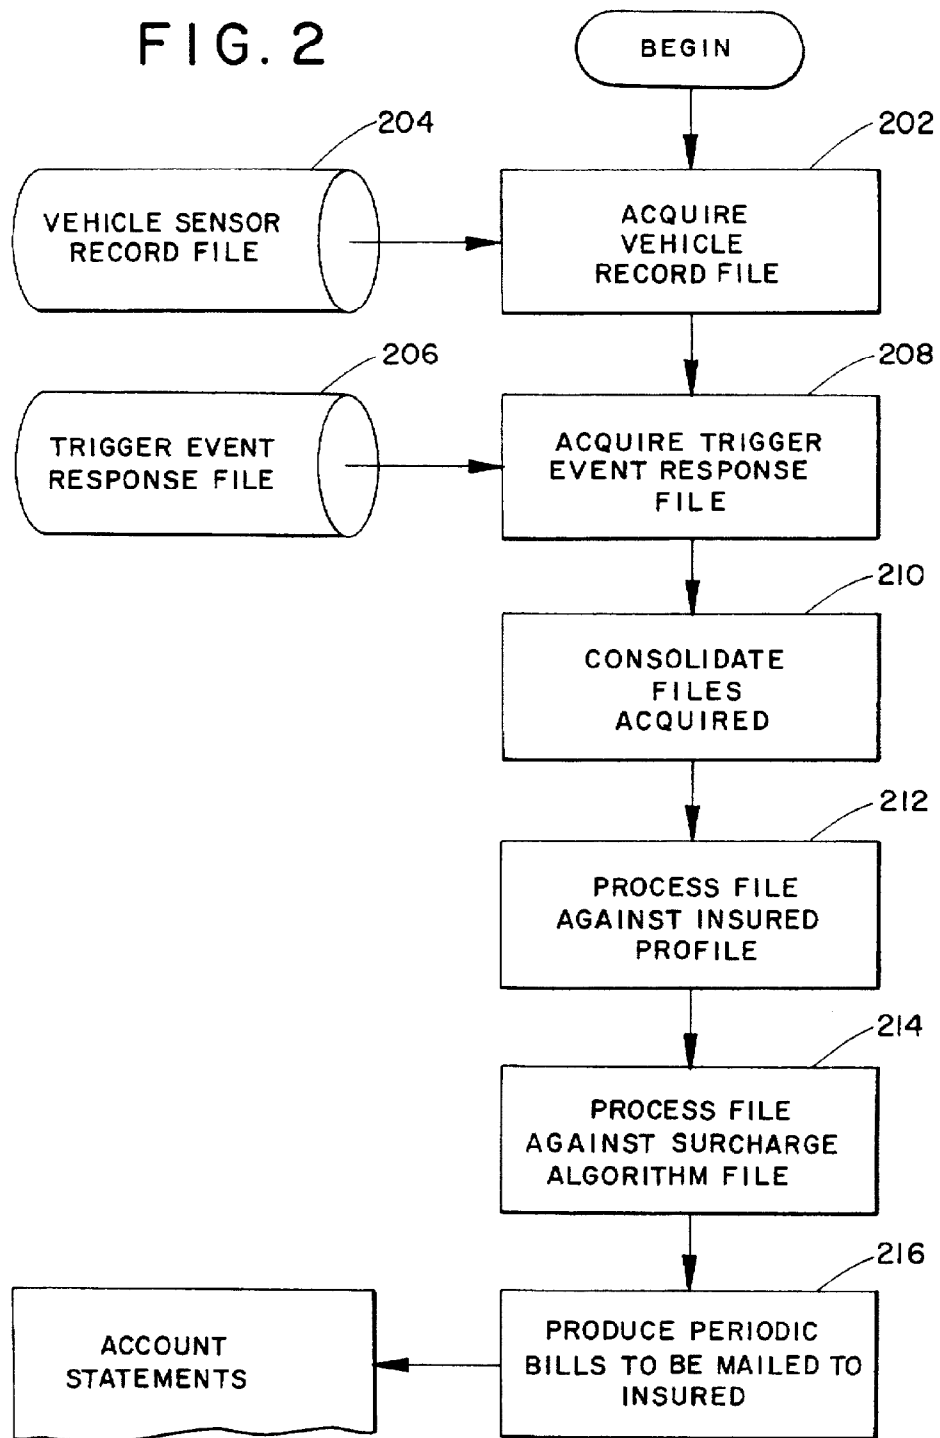 FIG. 2
BEGIN
204
202
VEHICLE SENSOR
RECORD FILE
ACQUIRE
VEHICLE
RECORD FILE
206
208
TRIGGER EVENT
RESPONSE FILE
ACQUIRE TRIGGER
EVENT RESPONSE
FILE
210
CONSOLIDATE
FILES
ACQUIRED
212
PROCESS FILE
AGAINST INSURED
PROFILE
214
PROCESS FILE
AGAINST SURCHARGE
ALGORITHM FILE
216
ACCOUNT
STATEMENTS
PRODUCE PERIODIC
BILLS TO BE MAILED TO
INSURED